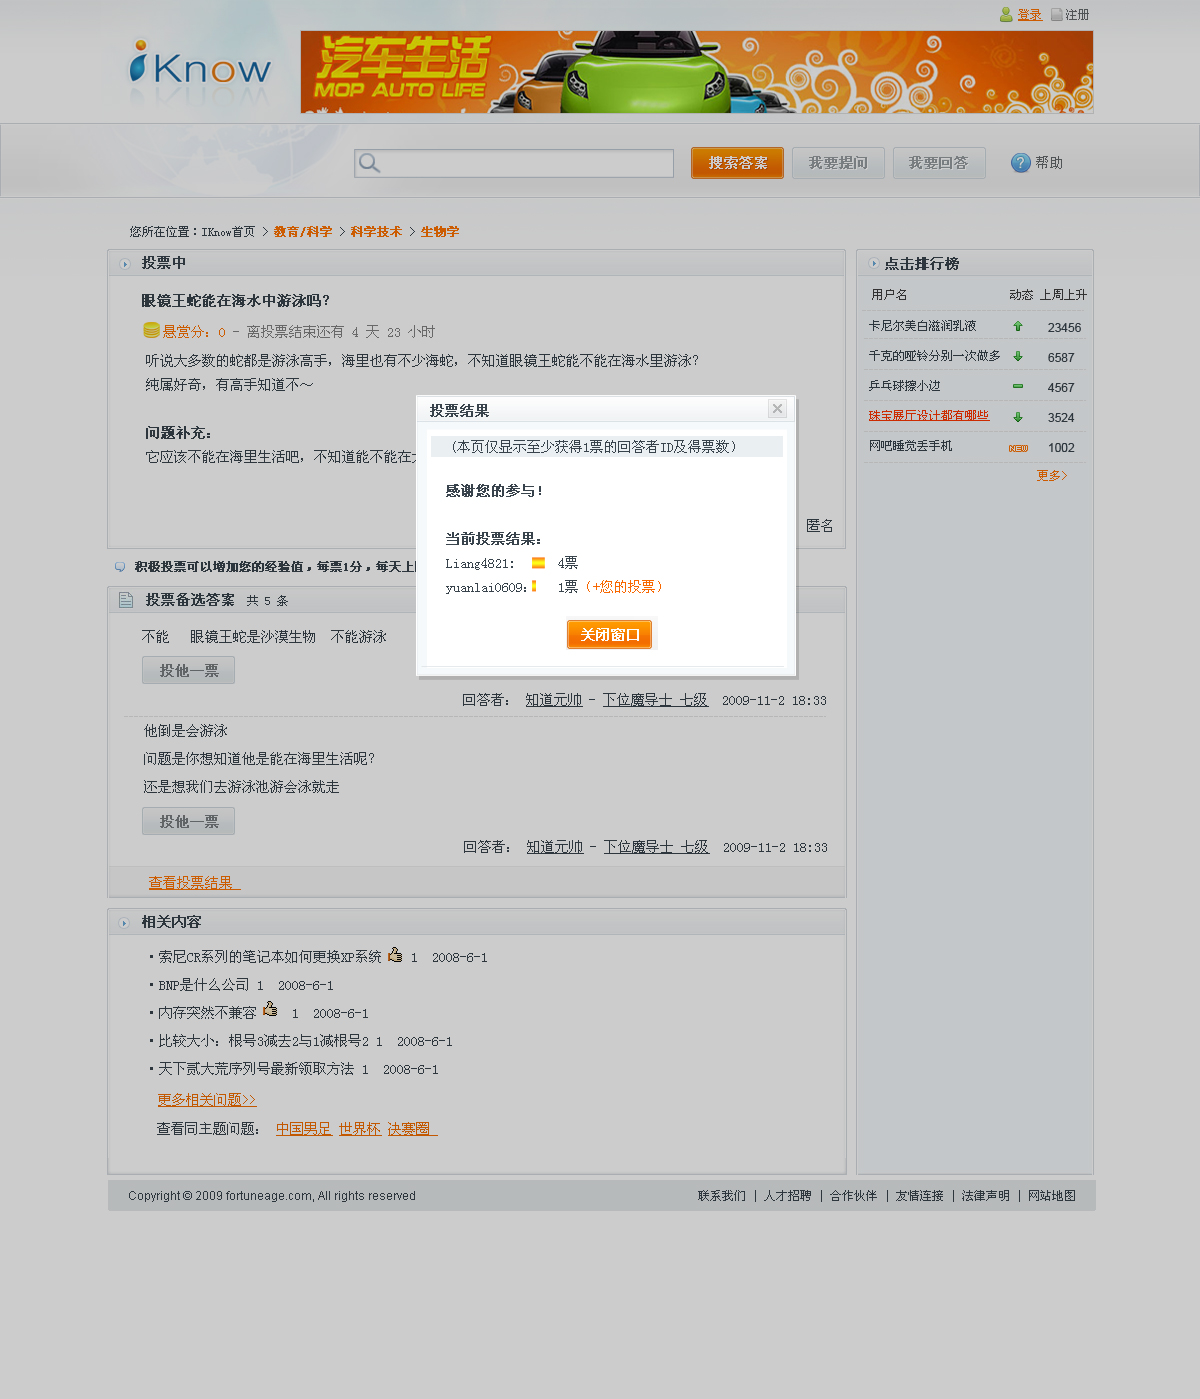 登录 注册
iKnow
汽车生活
MOP AUTO LIFE
搜索答案 我要提问 我要回答 ? 帮助
您所在位置：IKnow首页 > 教育/科学 > 科学技术 > 生物学
投票中
眼镜王蛇能在海水中游泳吗？
悬赏分：0 - 离投票结束还有 4 天 23 小时
听说大多数的蛇都是游泳高手，海里也有不少海蛇，不知道眼镜王蛇能不能在海水里游泳？
纯属好奇，有高手知道不～
问题补充：
它应该不能在海里生活吧，不知道能不能在
匿名
积极投票可以增加您的经验值，每票1分，每天上
投票备选答案 共 5 条
不能 眼镜王蛇是沙漠生物 不能游泳
投他一票
回答者： 知道元帅 - 下位魔导士 七级 2009-11-2 18:33
他倒是会游泳
问题是你想知道他是能在海里生活呢？
还是想我们去游泳池游会泳就走
投他一票
回答者： 知道元帅 - 下位魔导士 七级 2009-11-2 18:33
查看投票结果
投票结果
（本页仅显示至少获得1票的回答者ID及得票数）
感谢您的参与！
当前投票结果：
Liang4821: 4票
yuanlai0609: 1票（+您的投票）
关闭窗口
相关内容
·索尼CR系列的笔记本如何更换XP系统 1 2008-6-1
·BNP是什么公司 1 2008-6-1
·内存突然不兼容 1 2008-6-1
·比较大小：根号3减去2与1减根号2 1 2008-6-1
·天下贰大荒序列号最新领取方法 1 2008-6-1
更多相关问题>>
查看同主题问题： 中国男足 世界杯 决赛圈
点击排行榜
用户名 动态 上周上升
卡尼尔美白滋润乳液 23456
千克的哑铃分别一次做多 6587
乒乓球擦小边 4567
珠宝展厅设计都有哪些 3524
网吧睡觉丢手机 NEW 1002
更多>
Copyright © 2009 fortuneage.com, All rights reserved
联系我们 | 人才招聘 | 合作伙伴 | 友情连接 | 法律声明 | 网站地图